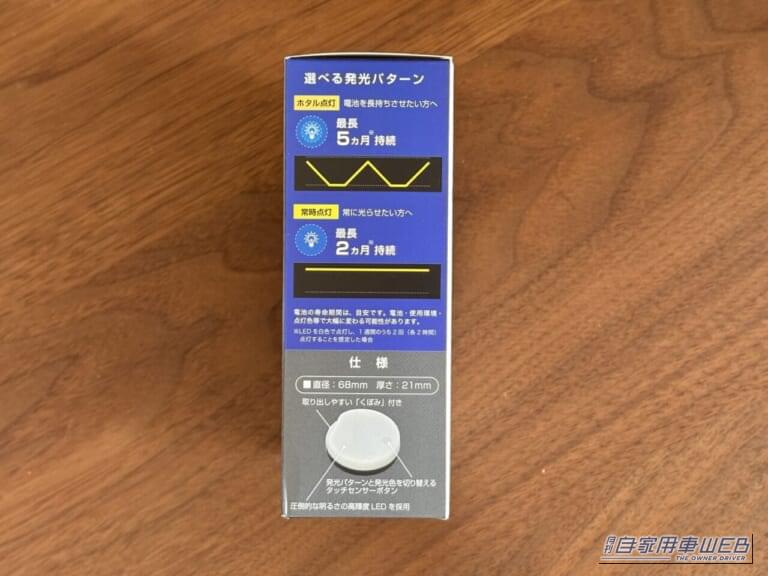 選べる発光パターン
ホタル点灯 電池を長持ちさせたい方へ
最長
5ヵ月※持続
常時点灯 常に光らせたい方へ
最長
2ヵ月※持続
電池の寿命期間は、目安です。電池・使用環境・
点灯色等で大幅に変わる可能性があります。
※LEDを白色で点灯し、1週間のうち2回(各2時間)
点灯することを想定した場合
仕様
■直径:68mm 厚さ:21mm
取り出しやすい「くぼみ」付き
発光パターンと発光色を切り替える
タッチセンサーボタン
圧倒的な明るさの高輝度LEDを採用
月刊自家用車WEB
THE OWNER DRIVER